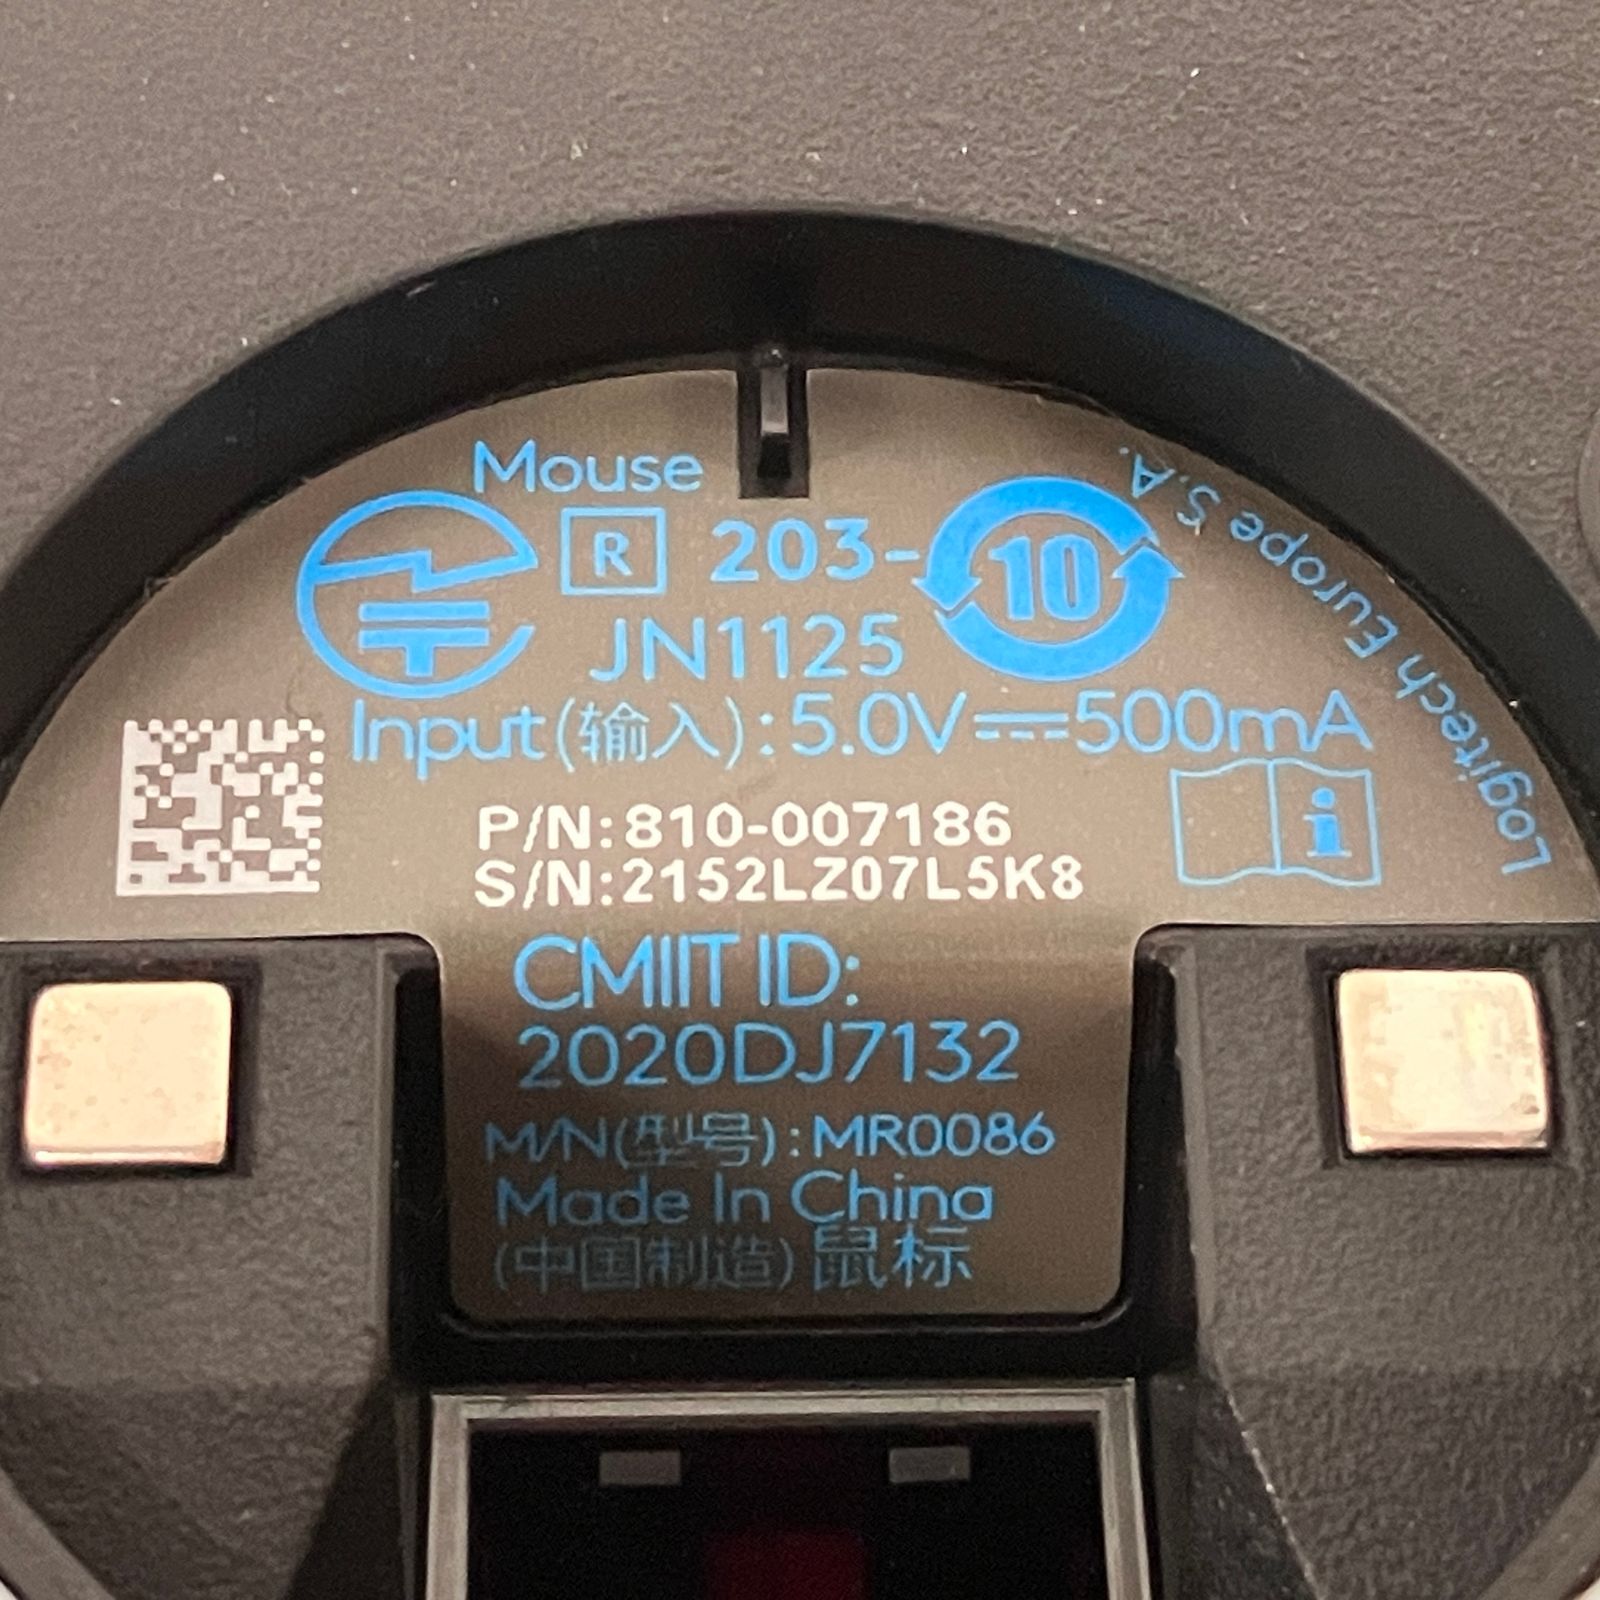 Mouse
R 203-
JN1125
10
Logitech Europe S.A.
Input(输入):5.0V⎓500mA
i
P/N:810-007186
S/N:2152LZ07L5K8
CMIIT ID:
2020DJ7132
M/N(型号):MR0086
Made In China
(中国制造) 鼠标